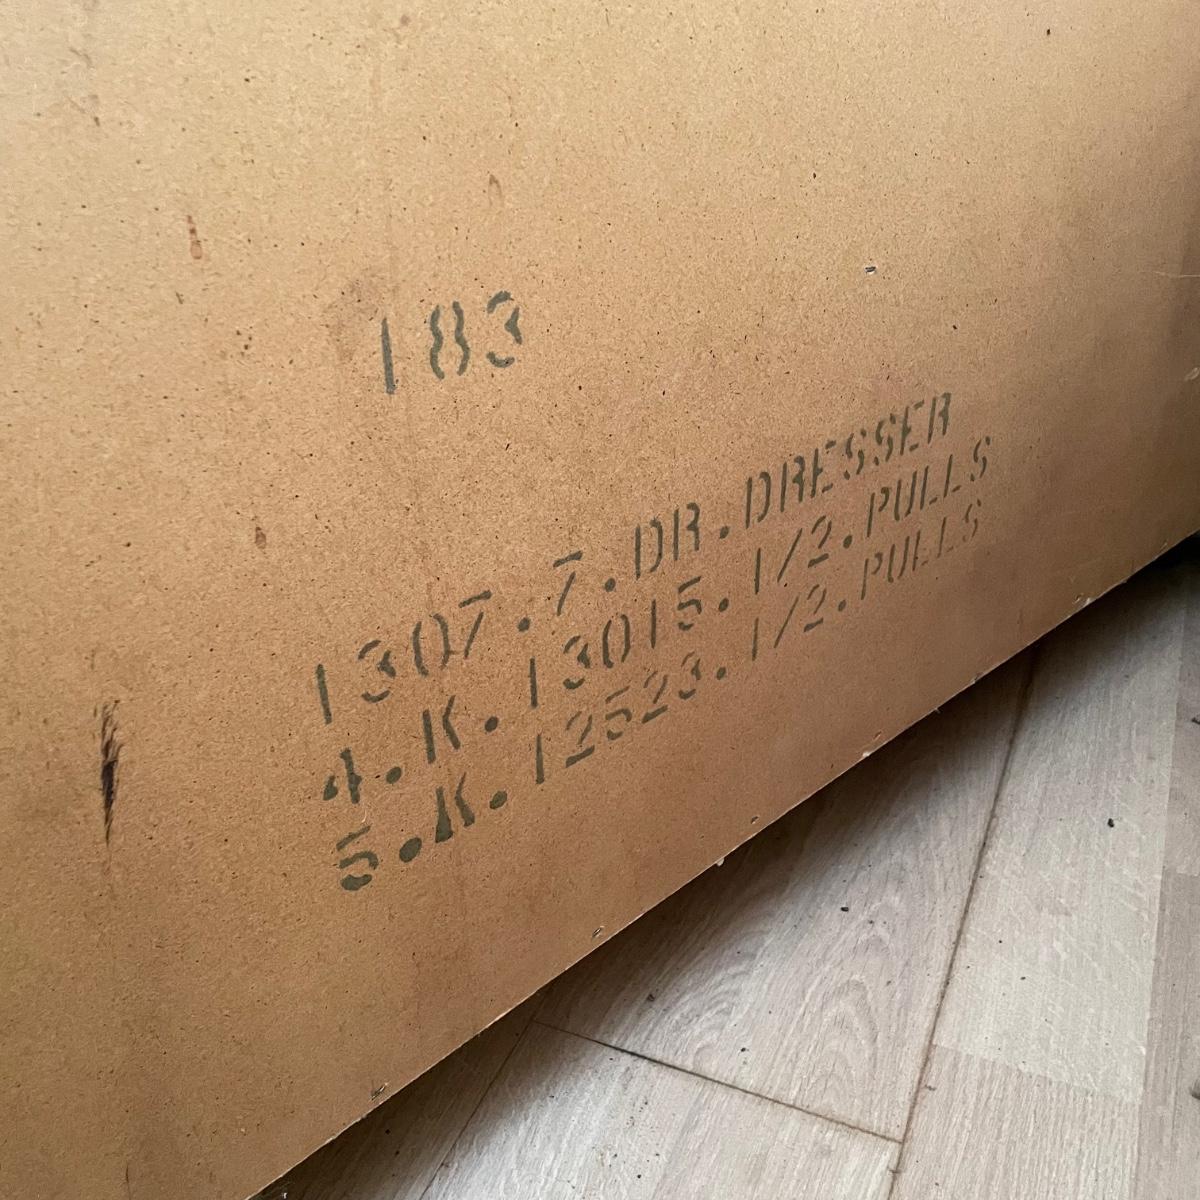 183
1307.7.DR.DRESSER
4.K.13015.1/2.PULLS
5.K.12523.1/2.PULLS